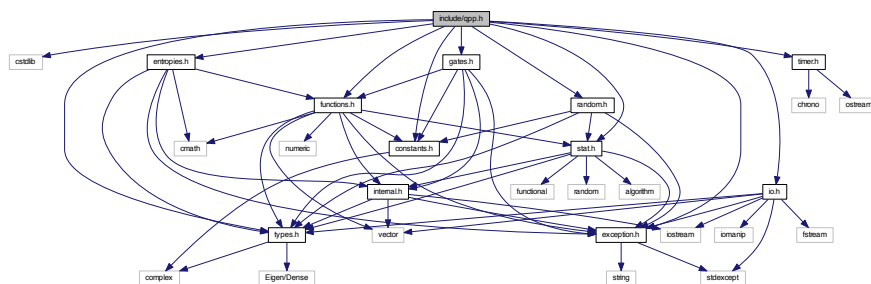 include/qpp.h
cstdlib
entropies.h
gates.h
timer.h
functions.h
random.h
chrono
ostream
cmath
numeric
constants.h
stat.h
internal.h
functional
random
algorithm
io.h
types.h
vector
exception.h
iostream
iomanip
fstream
complex
Eigen/Dense
string
stdexcept